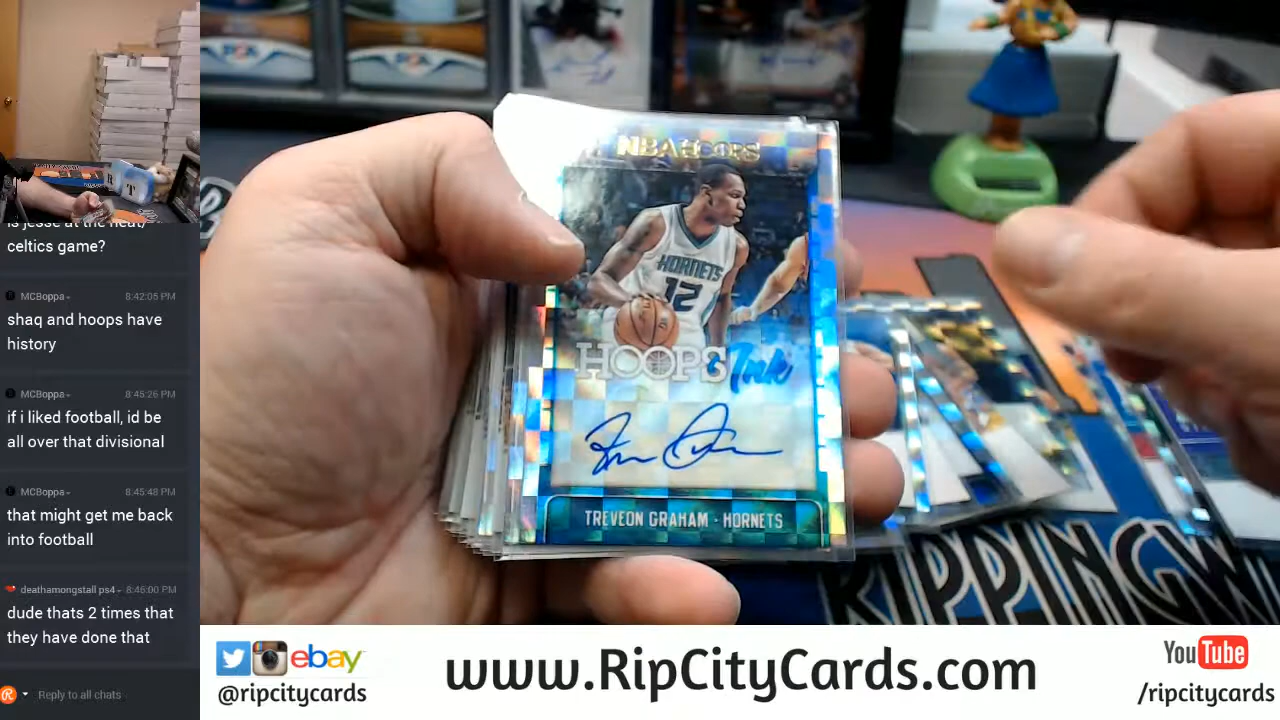 is jesse at the heat/
celtics game?
MCBoppa
8:42:05 PM
shaq and hoops have
history
MCBoppa
8:45:26 PM
if i liked football, id be
all over that divisional
MCBoppa
8:45:48 PM
that might get me back
into football
deathamongstall ps4
8:46:00 PM
dude thats 2 times that
they have done that
Reply to all chats
NBA HOOPS
HORNETS
12
HOOPS Ink
TREVEON GRAHAM · HORNETS
RIPPINGW
ebay
@ripcitycards
www.RipCityCards.com
YouTube
/ripcitycards